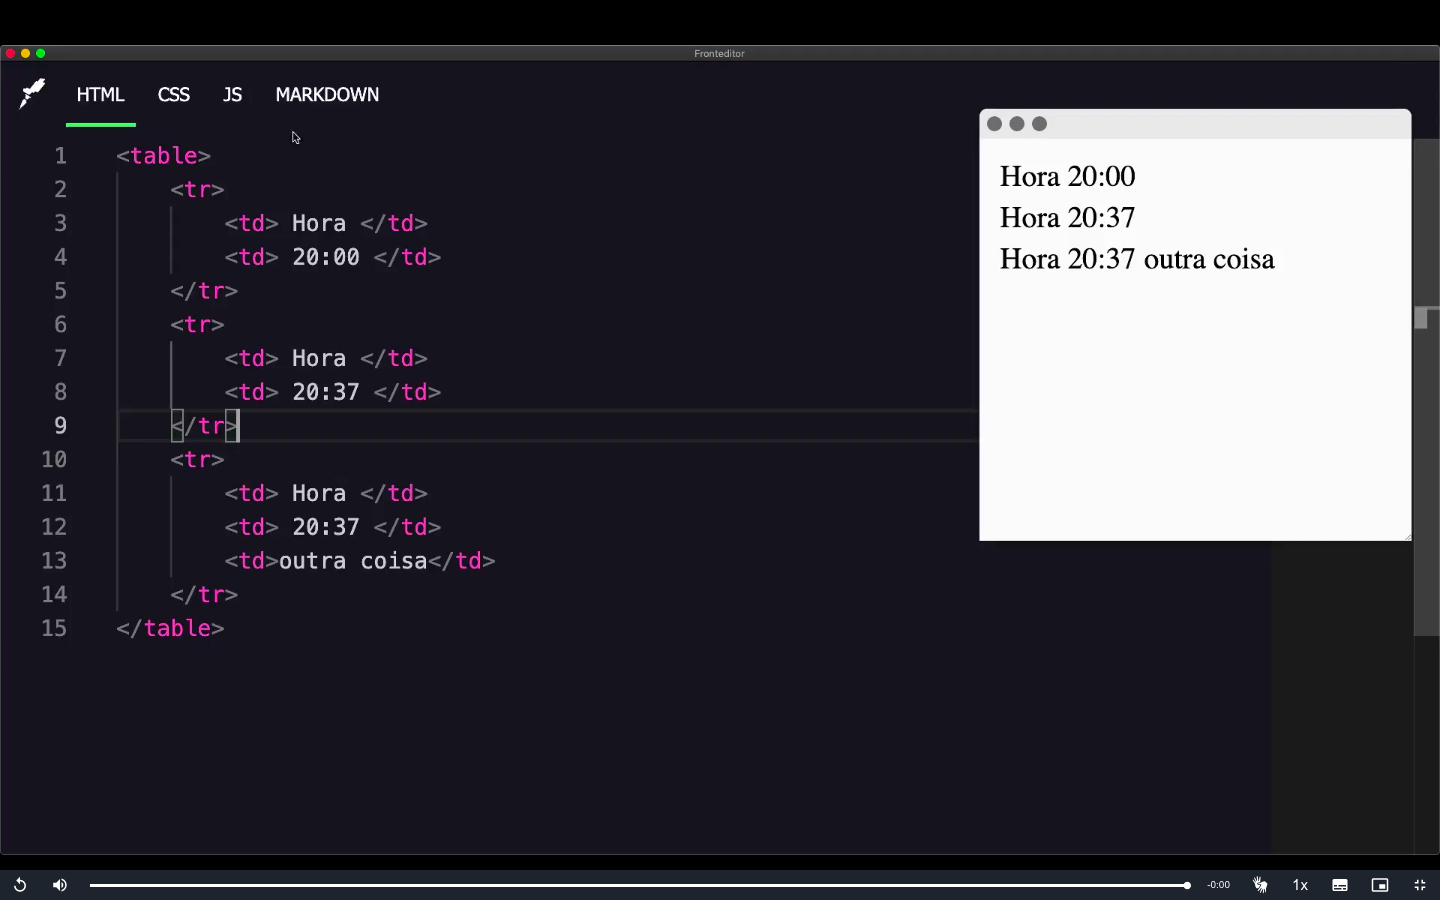 Fronteditor
HTML CSS JS MARKDOWN
1 <table>
2 <tr>
3 <td> Hora </td>
4 <td> 20:00 </td>
5 </tr>
6 <tr>
7 <td> Hora </td>
8 <td> 20:37 </td>
9 </tr>
10 <tr>
11 <td> Hora </td>
12 <td> 20:37 </td>
13 <td>outra coisa</td>
14 </tr>
15 </table>
Hora 20:00
Hora 20:37
Hora 20:37 outra coisa
-0:00 1x